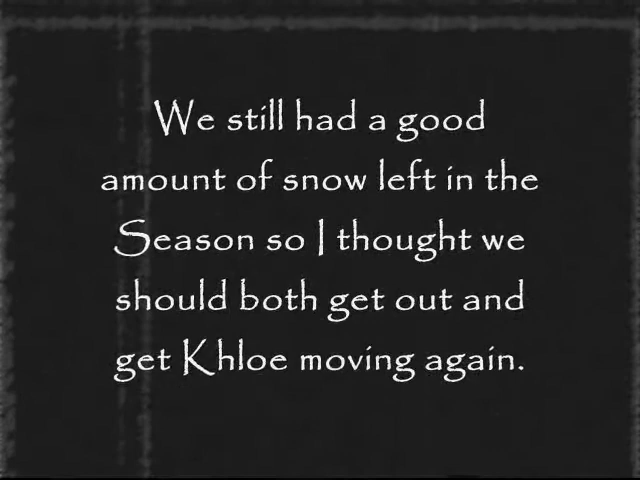 We still had a good
amount of snow left in the
Season so I thought we
should both get out and
get Khloe moving again.